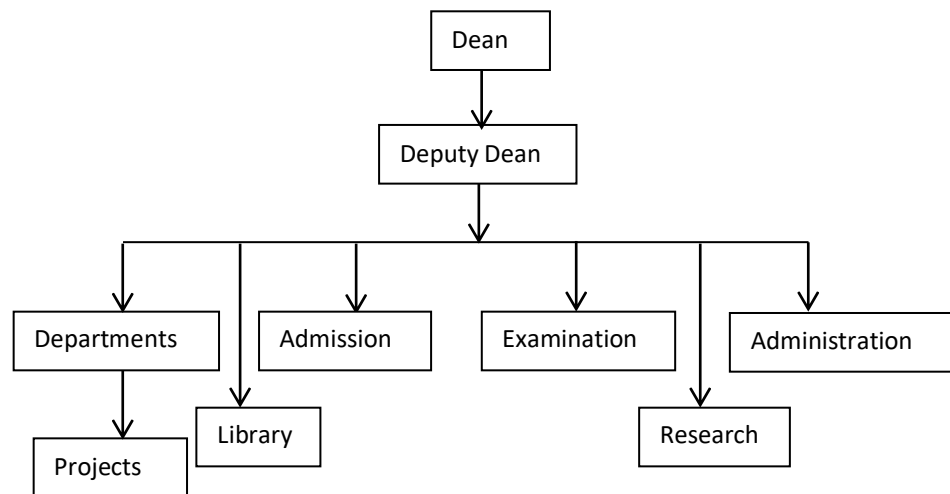 Dean
Deputy Dean
Departments
Admission
Examination
Administration
Library
Research
Projects